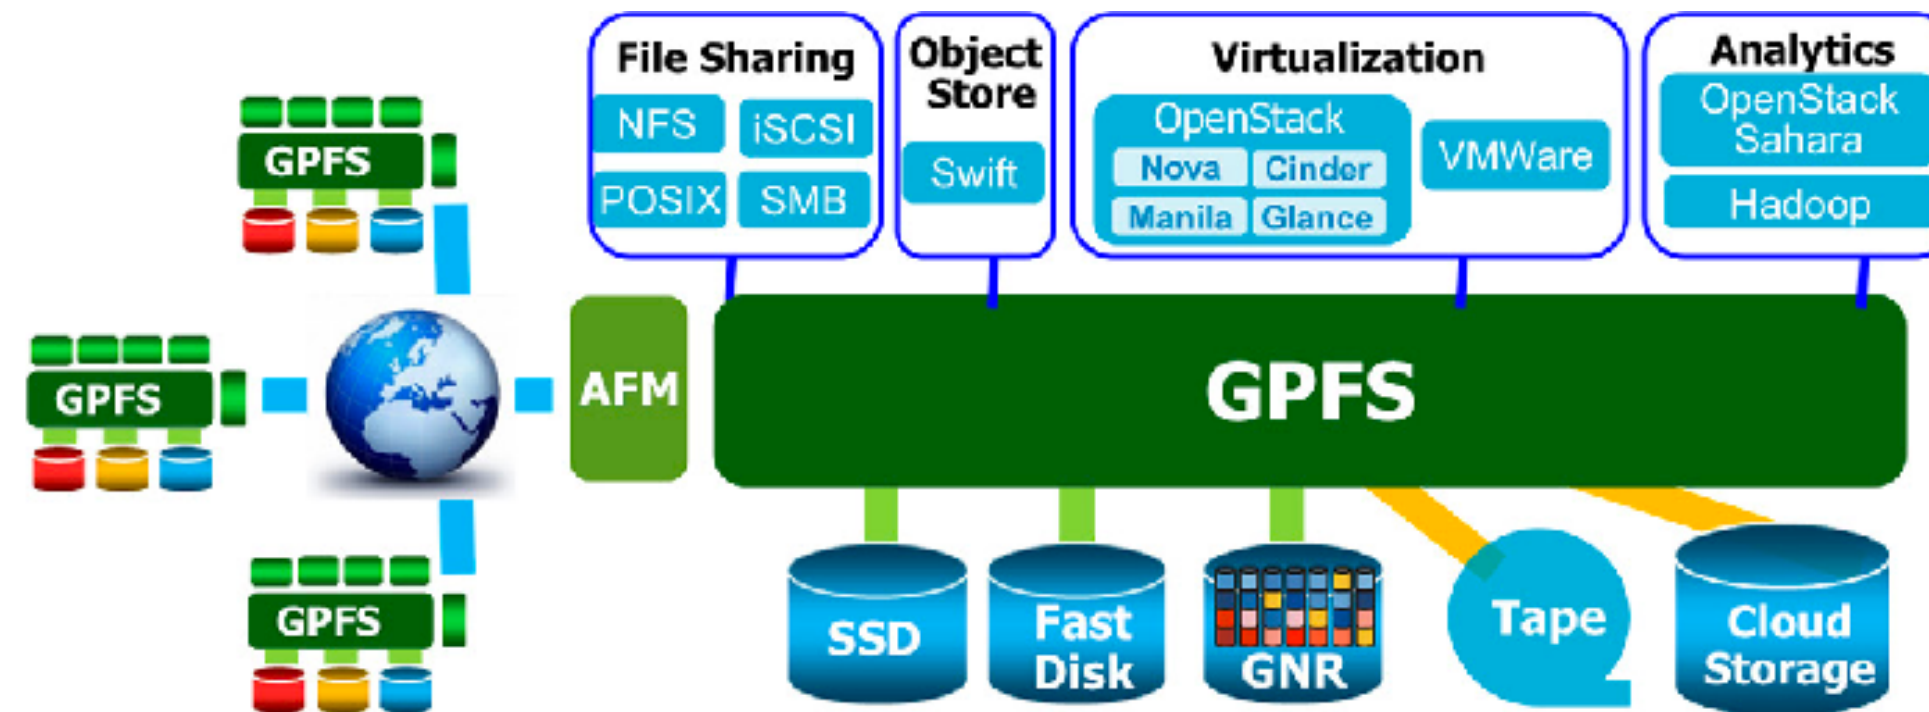 File Sharing
NFS
iSCSI
POSIX
SMB
Object
Store
Swift
Virtualization
OpenStack
Nova
Cinder
Manila
Glance
VMWare
Analytics
OpenStack
Sahara
Hadoop
GPFS
GPFS
GPFS
AFM
GPFS
SSD
Fast
Disk
GNR
Tape
Cloud
Storage